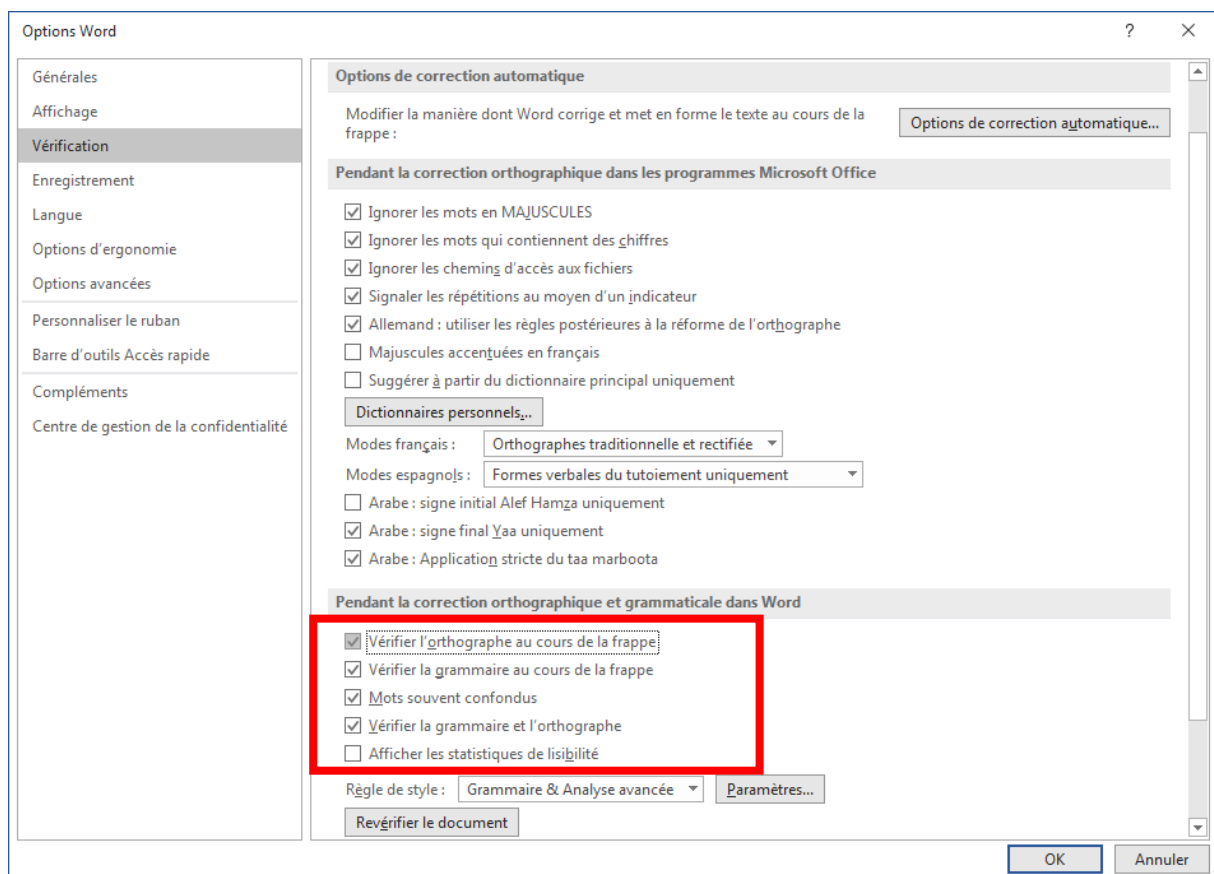 Options Word
?
Générales
Affichage
Vérification
Enregistrement
Langue
Options d'ergonomie
Options avancées
Personnaliser le ruban
Barre d'outils Accès rapide
Compléments
Centre de gestion de la confidentialité
Options de correction automatique
Modifier la manière dont Word corrige et met en forme le texte au cours de la
frappe :
Options de correction automatique...
Pendant la correction orthographique dans les programmes Microsoft Office
Ignorer les mots en MAJUSCULES
Ignorer les mots qui contiennent des chiffres
Ignorer les chemins d'accès aux fichiers
Signaler les répétitions au moyen d'un indicateur
Allemand : utiliser les règles postérieures à la réforme de l'orthographe
Majuscules accentuées en français
Suggérer à partir du dictionnaire principal uniquement
Dictionnaires personnels...
Modes français : Orthographes traditionnelle et rectifiée
Modes espagnols : Formes verbales du tutoiement uniquement
Arabe : signe initial Alef Hamza uniquement
Arabe : signe final Yaa uniquement
Arabe : Application stricte du taa marboota
Pendant la correction orthographique et grammaticale dans Word
Vérifier l'orthographe au cours de la frappe
Vérifier la grammaire au cours de la frappe
Mots souvent confondus
Vérifier la grammaire et l'orthographe
Afficher les statistiques de lisibilité
Règle de style : Grammaire & Analyse avancée Paramètres...
Revérifier le document
OK Annuler